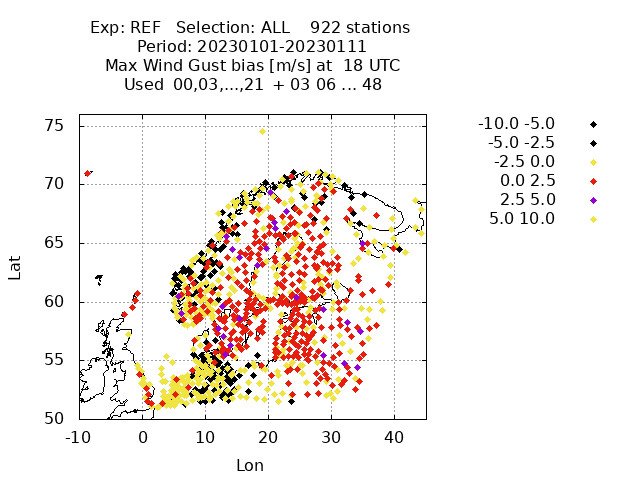 Exp: REF   Selection: ALL    922 stations
Period: 20230101-20230111
Max Wind Gust bias [m/s] at  18 UTC
Used  00,03,...,21  + 03 06 ... 48
-10.0 -5.0
-5.0 -2.5
-2.5 0.0
0.0 2.5
2.5 5.0
5.0 10.0
75
70
65
60
55
50
Lat
-10 0 10 20 30 40
Lon